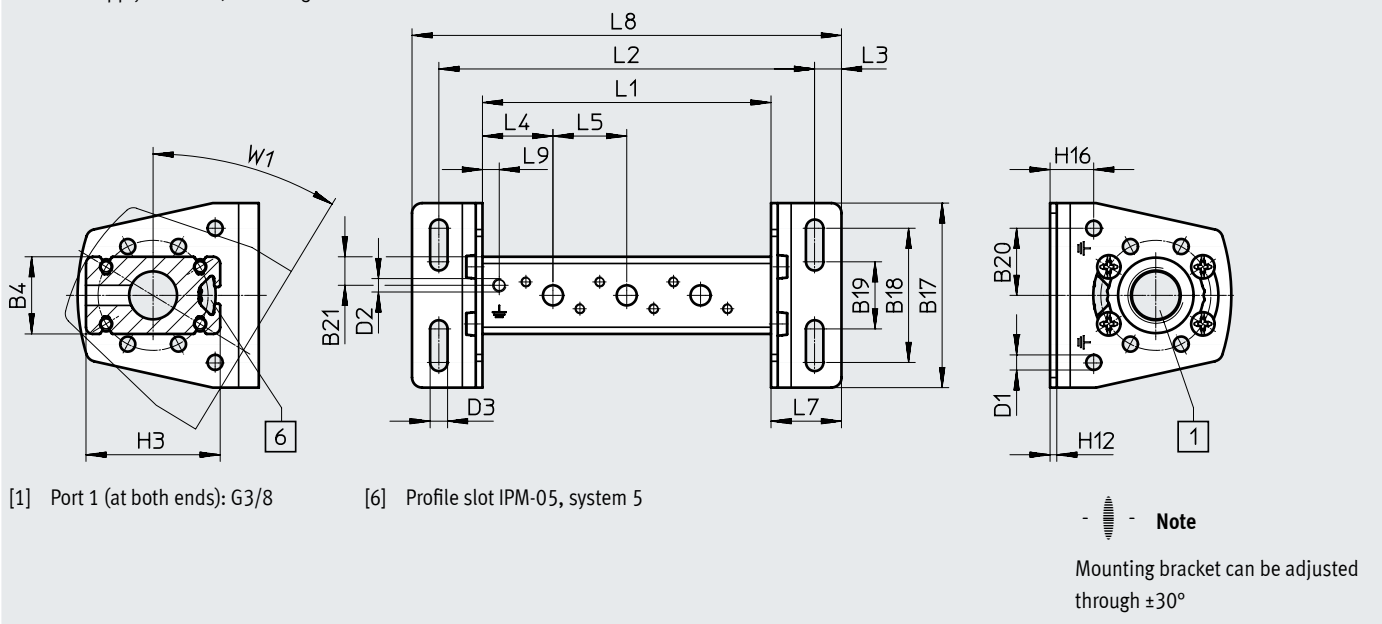 L8
L2
L3
L1
L4
L5
L9
W1
H16
B4
B21
D2
B19
B18
B17
B20
D1
D3
L7
H12
H3
6
1
[1] Port 1 (at both ends): G3/8
[6] Profile slot IPM-05, system 5
Note
Mounting bracket can be adjusted
through ±30°